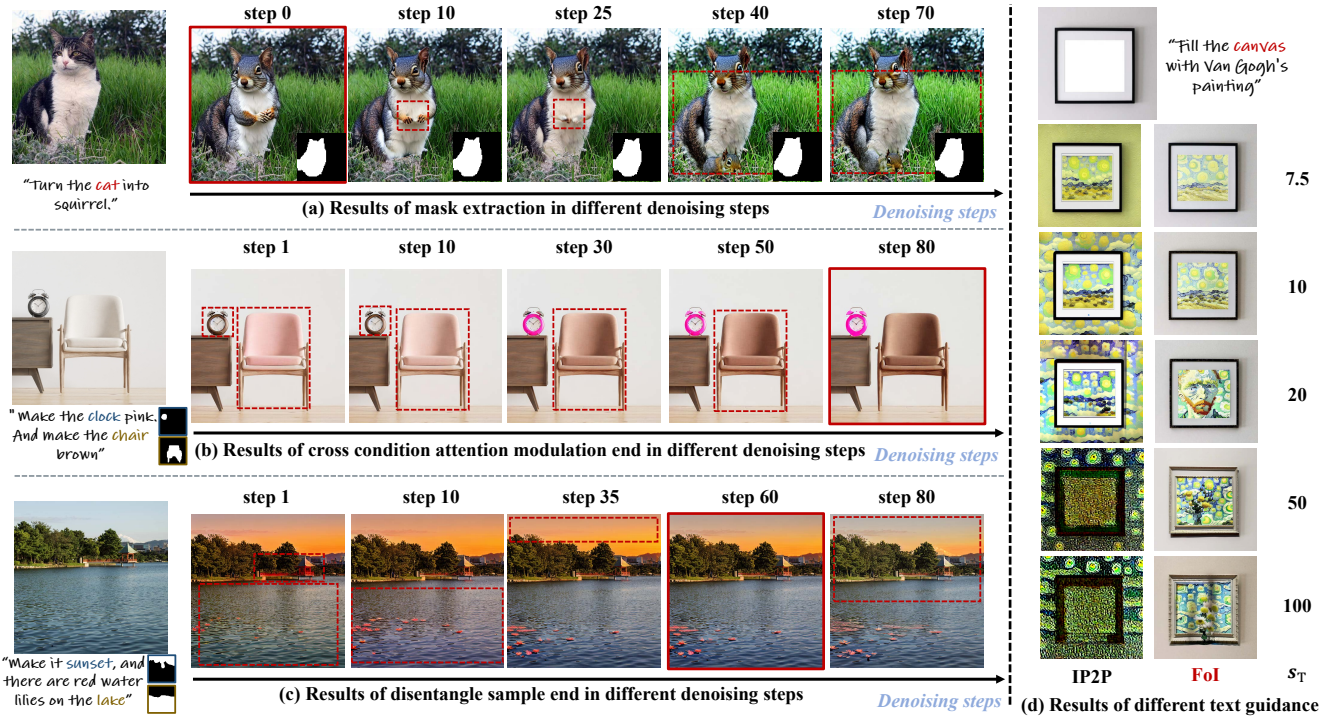 step 0 step 10 step 25 step 40 step 70
"Turn the cat into
squirrel."
(a) Results of mask extraction in different denoising steps
Denoising steps
step 1 step 10 step 30 step 50 step 80
" Make the clock pink.
And make the chair
brown"
(b) Results of cross condition attention modulation end in different denoising steps
Denoising steps
step 1 step 10 step 35 step 60 step 80
"Make it sunset, and
there are red water
lilies on the lake"
(c) Results of disentangle sample end in different denoising steps
Denoising steps
"Fill the canvas
with Van Gogh's
painting"
7.5
10
20
50
100
IP2P FoI sT
(d) Results of different text guidance